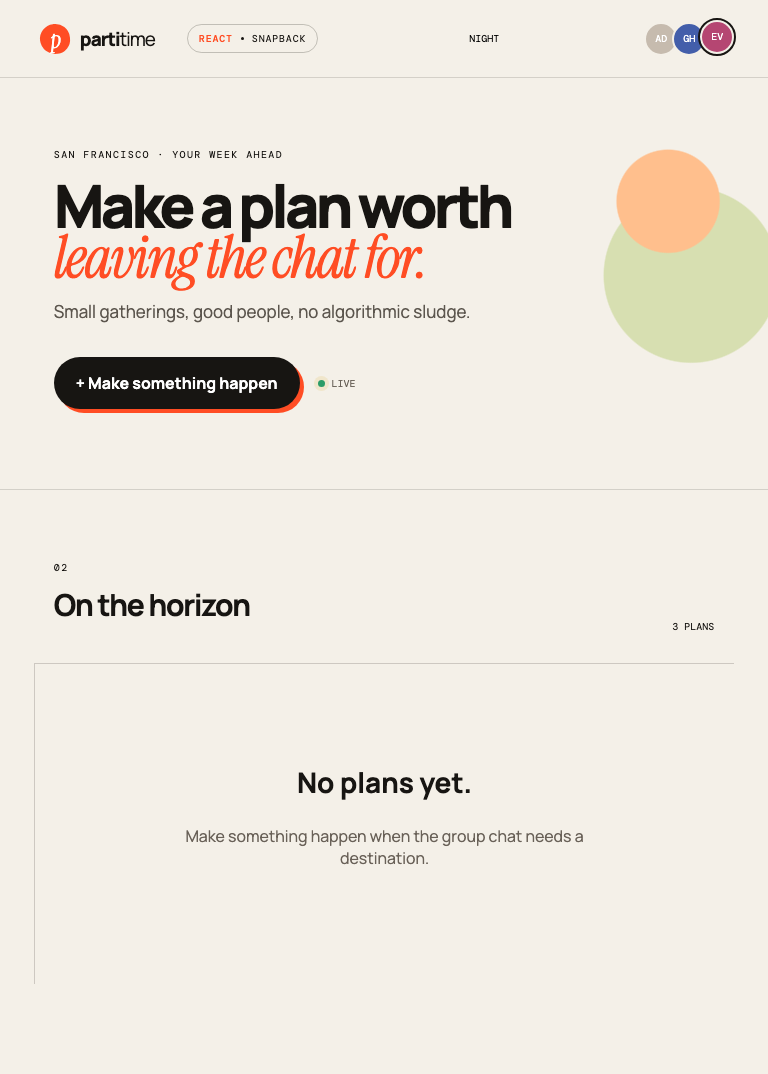 partitime
REACT • SNAPBACK
NIGHT
AD GH EV
SAN FRANCISCO · YOUR WEEK AHEAD
Make a plan worth
leaving the chat for.
Small gatherings, good people, no algorithmic sludge.
+ Make something happen
LIVE
02
On the horizon
3 PLANS
No plans yet.
Make something happen when the group chat needs a
destination.